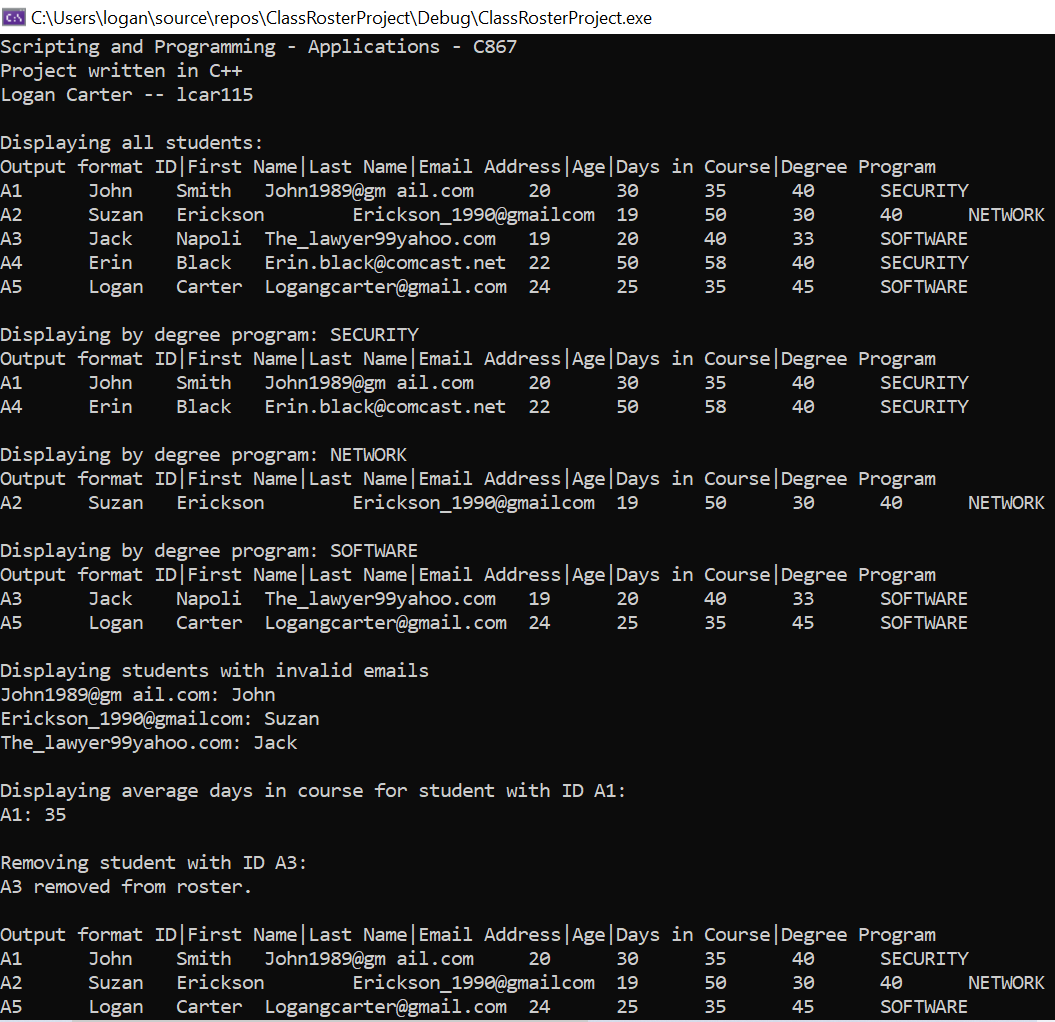 C:\Users\logan\source\repos\ClassRosterProject\Debug\ClassRosterProject.exe
Scripting and Programming - Applications - C867
Project written in C++
Logan Carter -- lcar115
Displaying all students:
Output format ID|First Name|Last Name|Email Address|Age|Days in Course|Degree Program
A1 John Smith John1989@gm ail.com 20 30 35 40 SECURITY
A2 Suzan Erickson Erickson_1990@gmailcom 19 50 30 40 NETWORK
A3 Jack Napoli The_lawyer99yahoo.com 19 20 40 33 SOFTWARE
A4 Erin Black Erin.black@comcast.net 22 50 58 40 SECURITY
A5 Logan Carter Logangcarter@gmail.com 24 25 35 45 SOFTWARE
Displaying by degree program: SECURITY
Output format ID|First Name|Last Name|Email Address|Age|Days in Course|Degree Program
A1 John Smith John1989@gm ail.com 20 30 35 40 SECURITY
A4 Erin Black Erin.black@comcast.net 22 50 58 40 SECURITY
Displaying by degree program: NETWORK
Output format ID|First Name|Last Name|Email Address|Age|Days in Course|Degree Program
A2 Suzan Erickson Erickson_1990@gmailcom 19 50 30 40 NETWORK
Displaying by degree program: SOFTWARE
Output format ID|First Name|Last Name|Email Address|Age|Days in Course|Degree Program
A3 Jack Napoli The_lawyer99yahoo.com 19 20 40 33 SOFTWARE
A5 Logan Carter Logangcarter@gmail.com 24 25 35 45 SOFTWARE
Displaying students with invalid emails
John1989@gm ail.com: John
Erickson_1990@gmailcom: Suzan
The_lawyer99yahoo.com: Jack
Displaying average days in course for student with ID A1:
A1: 35
Removing student with ID A3:
A3 removed from roster.
Output format ID|First Name|Last Name|Email Address|Age|Days in Course|Degree Program
A1 John Smith John1989@gm ail.com 20 30 35 40 SECURITY
A2 Suzan Erickson Erickson_1990@gmailcom 19 50 30 40 NETWORK
A5 Logan Carter Logangcarter@gmail.com 24 25 35 45 SOFTWARE